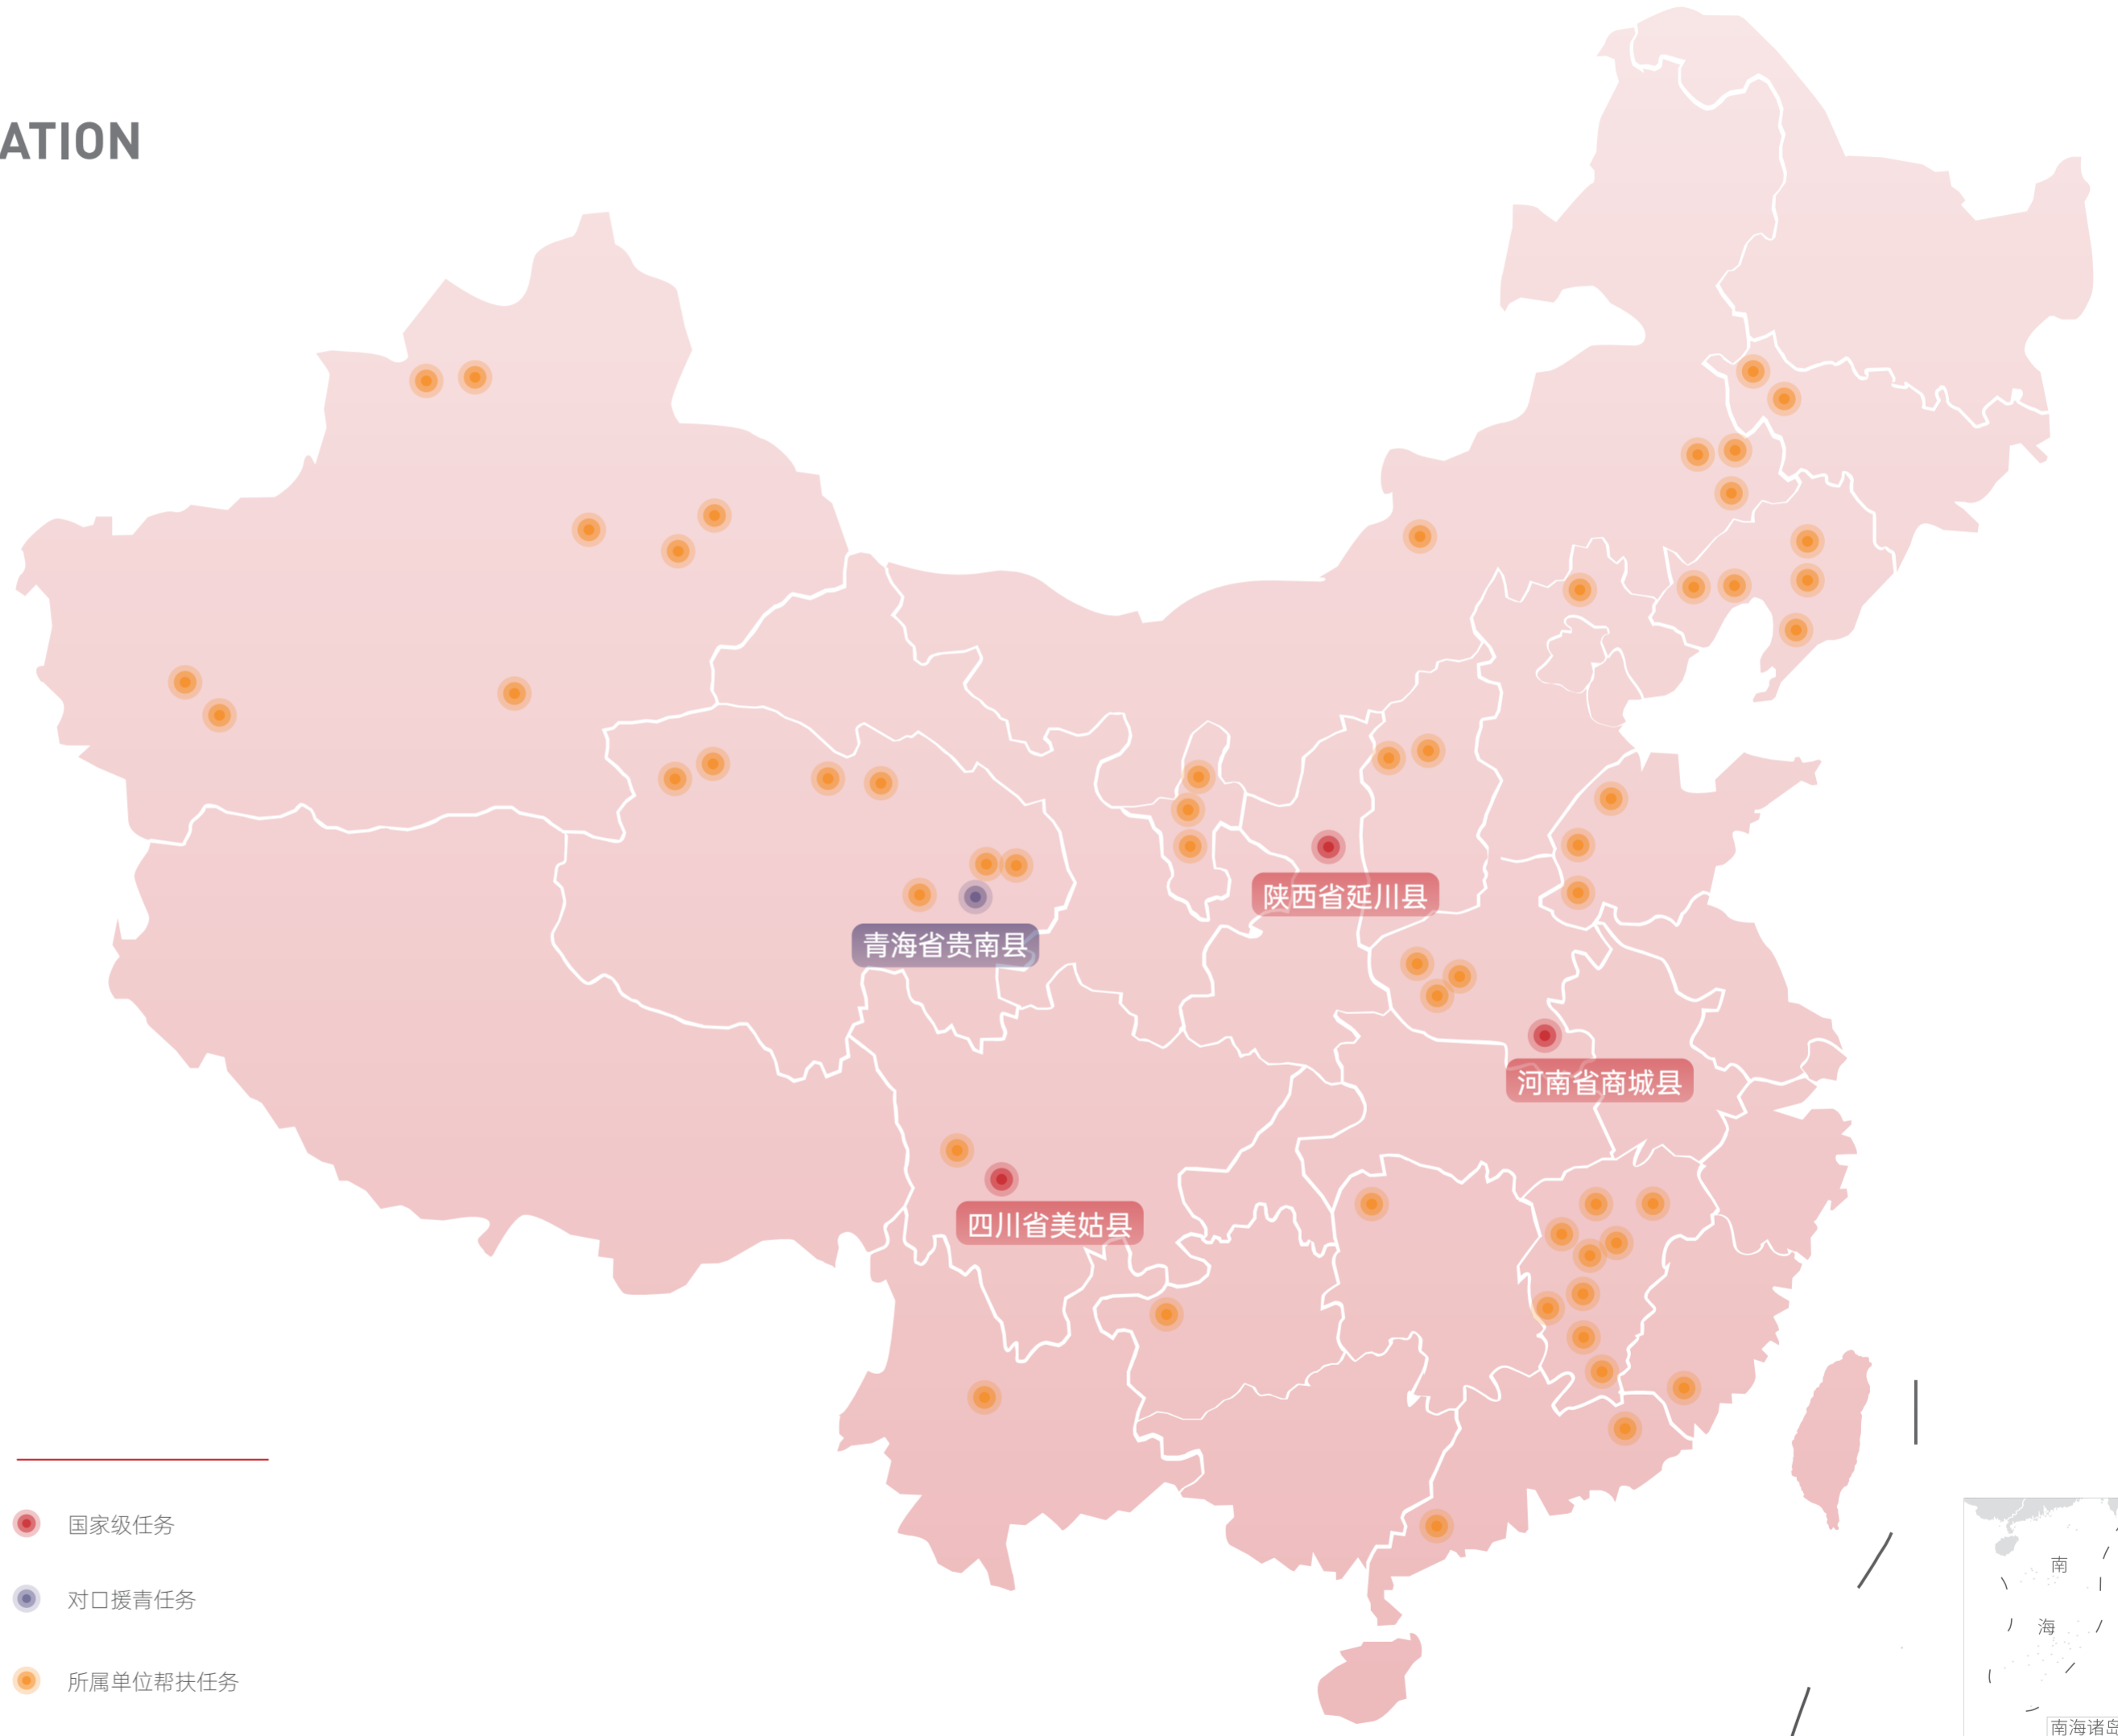 ATION
陕西省延川县
青海省贵南县
河南省商城县
四川省美姑县
国家级任务
对口援青任务
所属单位帮扶任务
南
海
南海诸岛